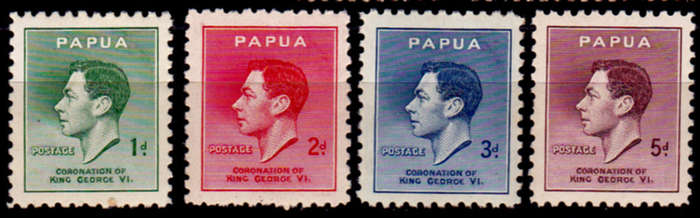 PAPUA
1d.
POSTAGE
CORONATION OF
KING GEORGE VI.
PAPUA
2d.
POSTAGE
CORONATION OF
KING GEORGE VI.
PAPUA
3d.
POSTAGE
CORONATION OF
KING GEORGE VI.
PAPUA
5d.
POSTAGE
CORONATION OF
KING GEORGE VI.